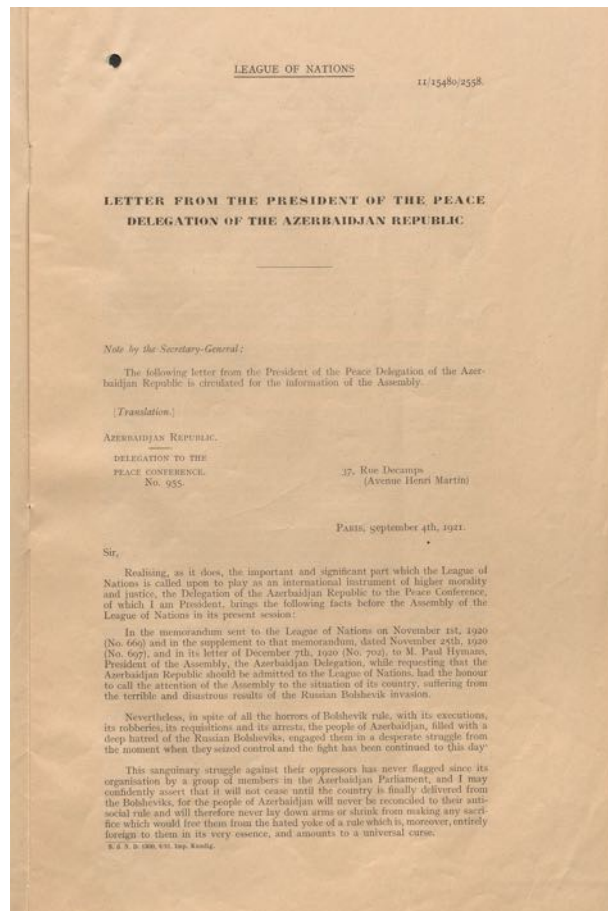 LEAGUE OF NATIONS
11/15480/2558.
LETTER FROM THE PRESIDENT OF THE PEACE
DELEGATION OF THE AZERBAIDJAN REPUBLIC
Note by the Secretary-General:
The following letter from the President of the Peace Delegation of the Azer-
baidjan Republic is circulated for the information of the Assembly.
[Translation.]
AZERBAIDJAN REPUBLIC.
DELEGATION TO THE
PEACE CONFERENCE.
No. 955.
37, Rue Decamps
(Avenue Henri Martin)
PARIS, September 4th, 1921.
Sir,
Realising, as it does, the important and significant part which the League of
Nations is called upon to play as an international instrument of higher morality
and justice, the Delegation of the Azerbaidjan Republic to the Peace Conference,
of which I am President, brings the following facts before the Assembly of the
League of Nations in its present session:
In the memorandum sent to the League of Nations on November 1st, 1920
(No. 669) and in the supplement to that memorandum, dated November 25th, 1920
(No. 697), and in its letter of December 7th, 1920 (No. 702), to M. Paul Hymans,
President of the Assembly, the Azerbaidjan Delegation, while requesting that the
Azerbaidjan Republic should be admitted to the League of Nations, had the honour
to call the attention of the Assembly to the situation of its country, suffering from
the terrible and disastrous results of the Russian Bolshevik invasion.
Nevertheless, in spite of all the horrors of Bolshevik rule, with its executions,
its robberies, its requisitions and its arrests, the people of Azerbaidjan, filled with a
deep hatred of the Russian Bolsheviks, engaged them in a desperate struggle from
the moment when they seized control and the fight has been continued to this day
This sanguinary struggle against their oppressors has never flagged since its
organisation by a group of members in the Azerbaidjan Parliament, and I may
confidently assert that it will not cease until the country is finally delivered from
the Bolsheviks, for the people of Azerbaidjan will never be reconciled to their anti-
social rule and will therefore never lay down arms or shrink from making any sacri-
fice which would free them from the hated yoke of a rule which is, moreover, entirely
foreign to them in its very essence, and amounts to a universal curse.
S. d. N. Imp. Kundig.